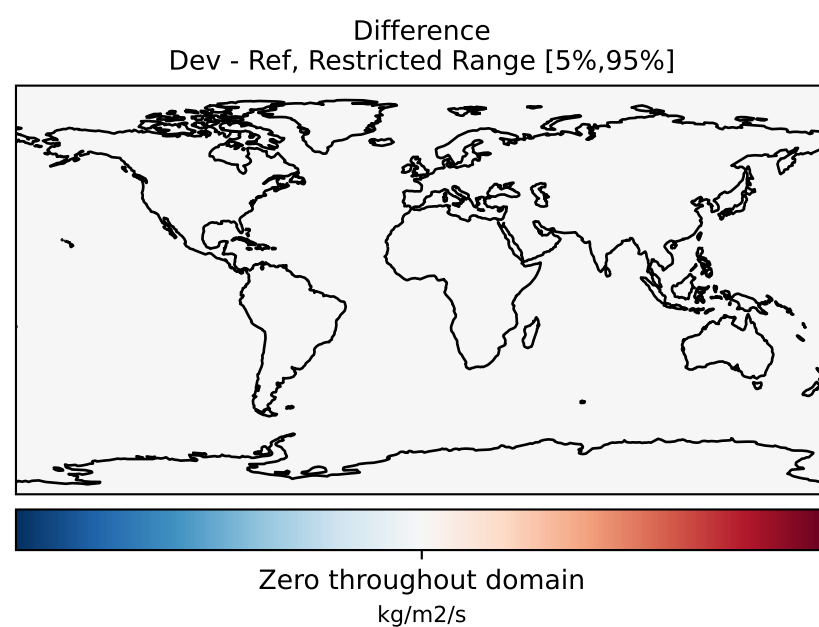 Difference
Dev - Ref, Restricted Range [5%,95%]
Zero throughout domain
kg/m2/s